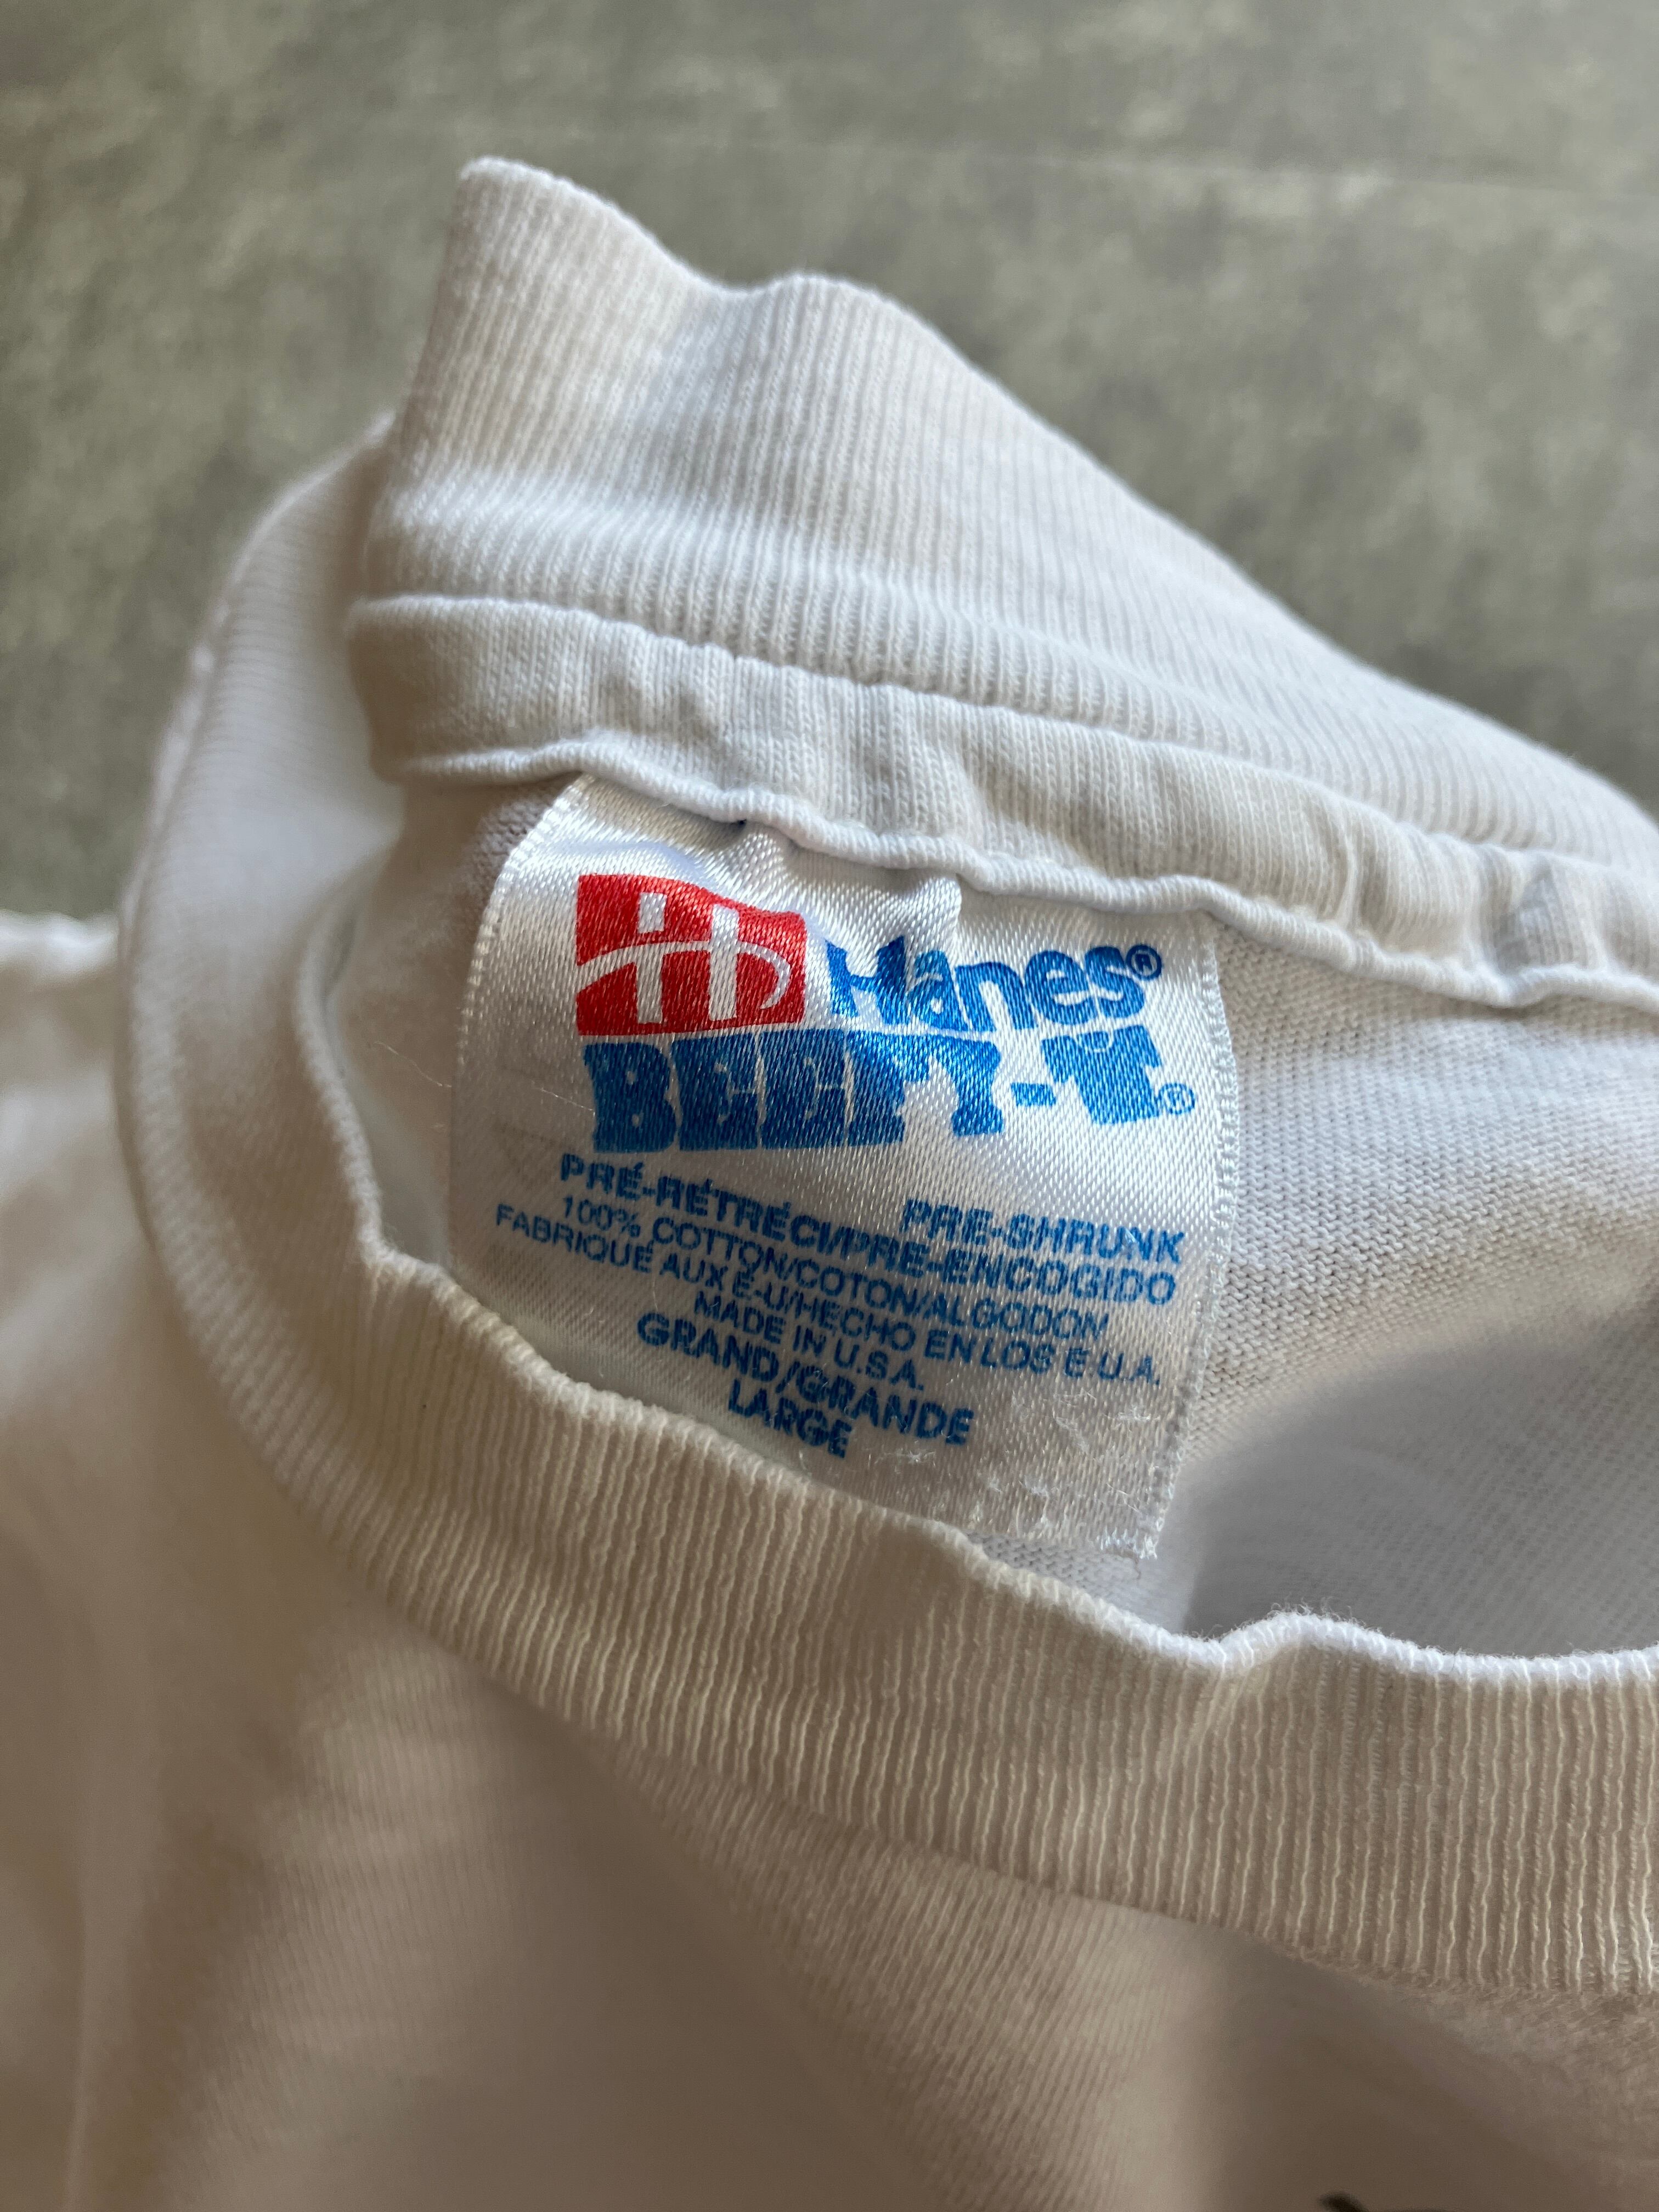 Hanes®
BEEFY-T®
PRE-SHRUNK
PRÉ-RÉTRÉCI/PRE-ENCOGIDO
100% COTTON/COTON/ALGODON
FABRIQUÉ AUX É-U/HECHO EN LOS E.U.A.
MADE IN U.S.A.
GRAND/GRANDE
LARGE